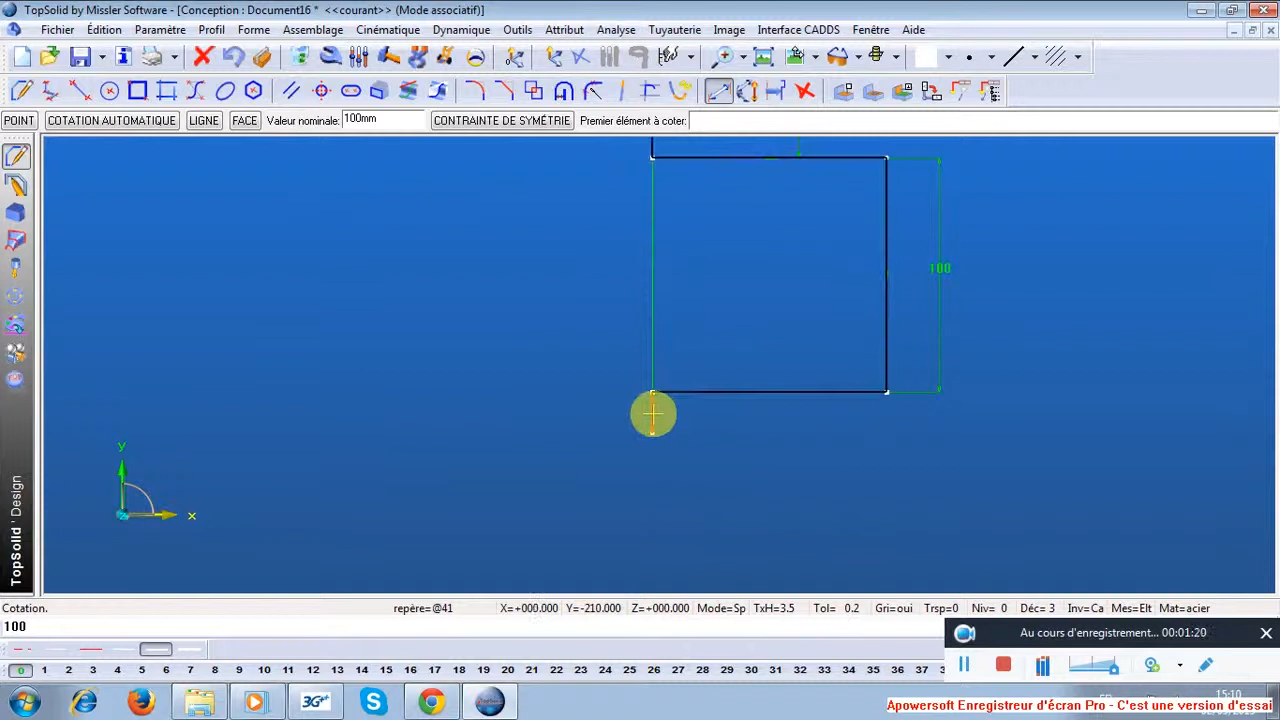 TopSolid by Missler Software - [Conception : Document16 * <<courant>> (Mode associatif)]
Fichier Édition Paramètre Profil Forme Assemblage Cinématique Dynamique Outils Attribut Analyse Tuyauterie Image Interface CADDS Fenêtre Aide
POINT COTATION AUTOMATIQUE LIGNE FACE Valeur nominale: 100mm CONTRAINTE DE SYMÉTRIE Premier élément à coter:
100
y
x
TopSolid'Design
Cotation. repère=@41 X=+000.000 Y=-210.000 Z=+000.000 Mode=Sp TxH=3.5 Tol= 0.2 Gri=oui Trsp=0 Niv= 0 Déc= 3 Inv=Ca Mes=Elt Mat=acier
100
Au cours d'enregistrement... 00:01:20
0 1 2 3 4 5 6 7 8 9 10 11 12 13 14 15 16 17 18 19 20 21 22 23 24 25 26 27 28 29 30 31 32 33 34 35 36 37
3G+
15:10
Apowersoft Enregistreur d'écran Pro - C'est une version d'essai